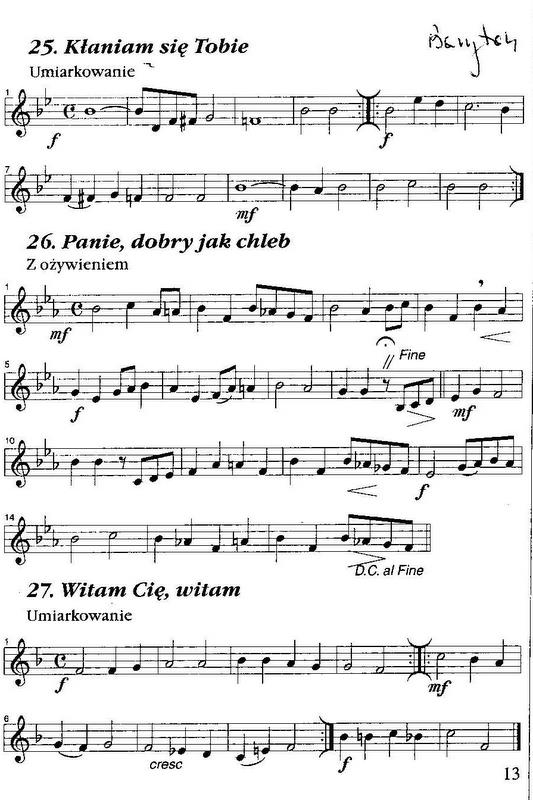 25. Kłaniam się Tobie
Baryton
Umiarkowanie
1
f
f
7
mf
26. Panie, dobry jak chleb
Z ożywieniem
1
mf
Fine
5
f
mf
10
f
14
D.C. al Fine
27. Witam Cię, witam
Umiarkowanie
1
f
mf
6
cresc
f
13